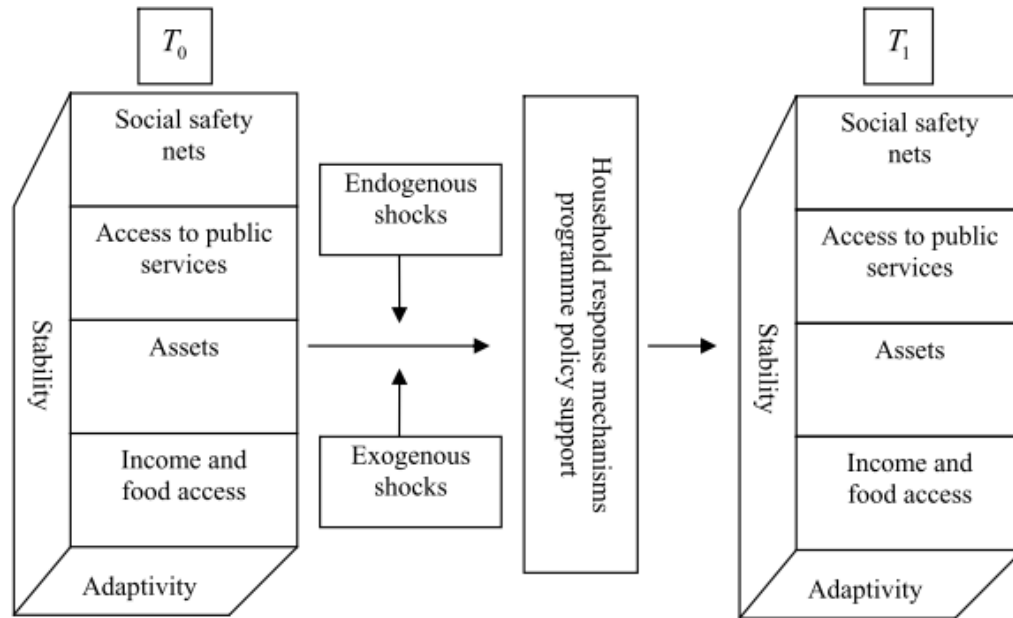 T0
Social safety
nets
Access to public
services
Assets
Income and
food access
Stability
Adaptivity
Endogenous
shocks
Exogenous
shocks
Household response mechanisms
programme policy support
T1
Social safety
nets
Access to public
services
Assets
Income and
food access
Stability
Adaptivity